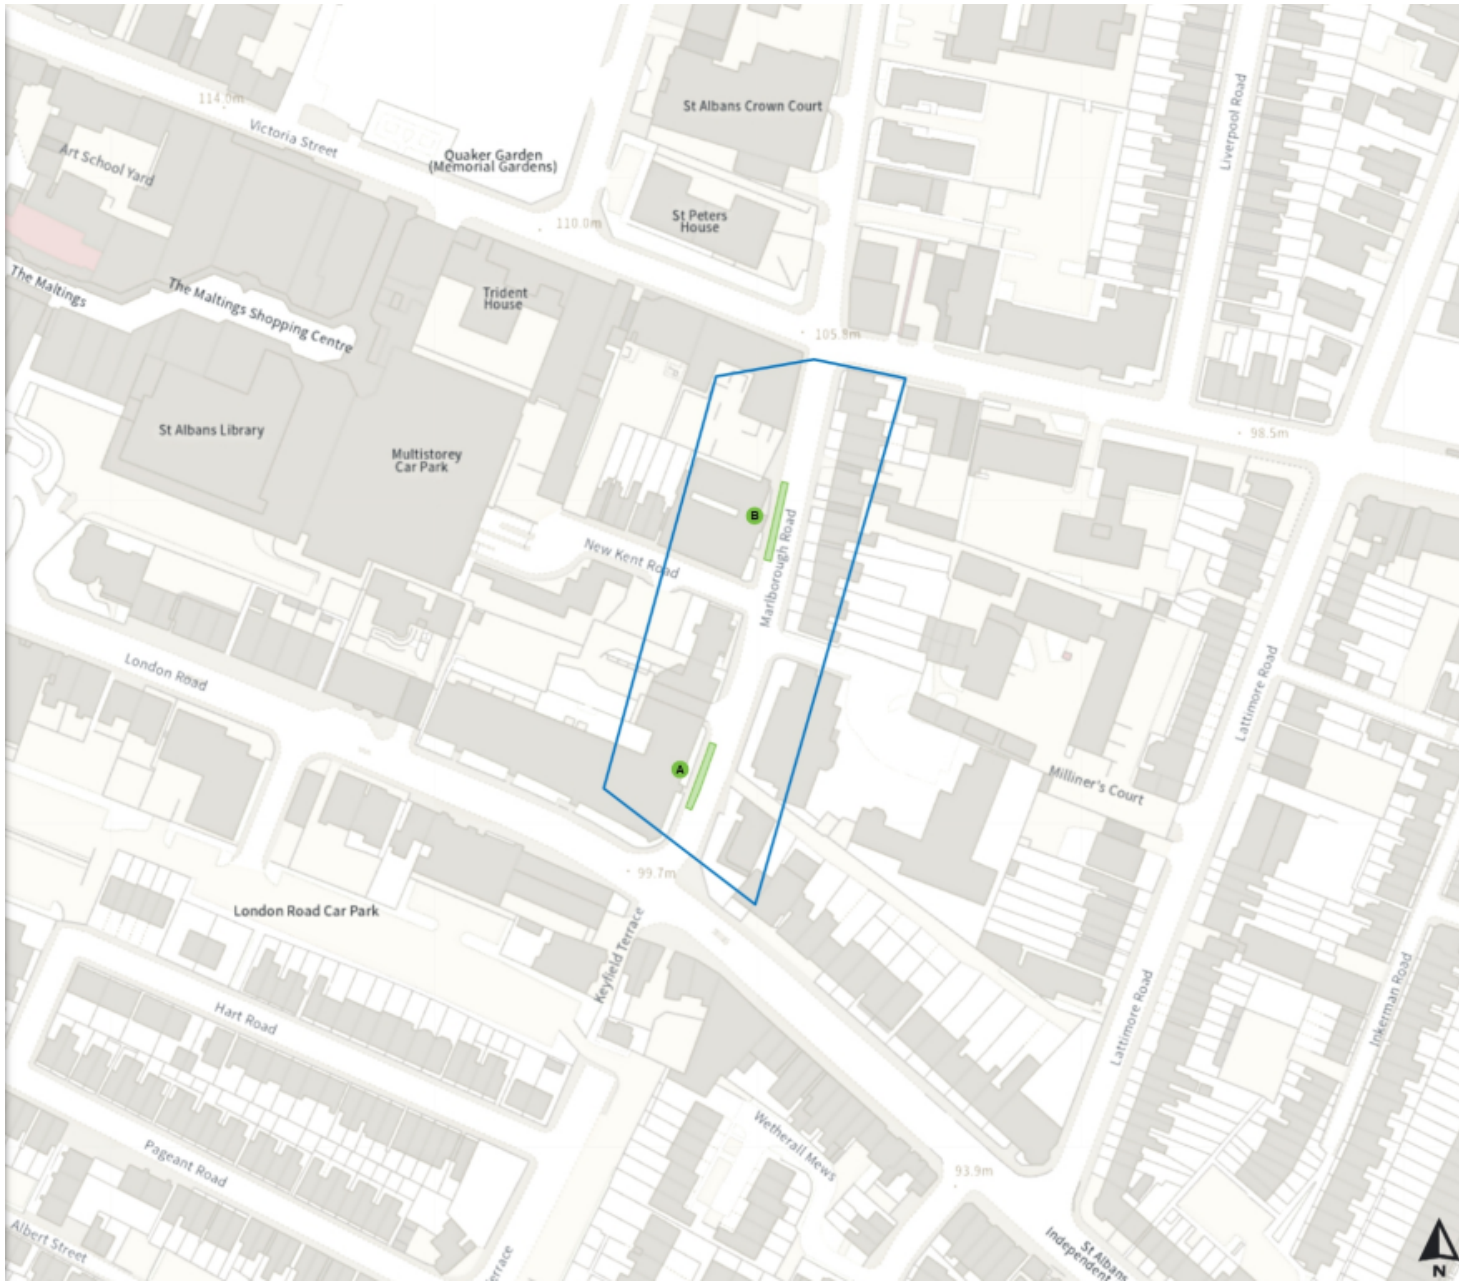 114.0m
Victoria Street
St Albans Crown Court
Liverpool Road
Art School Yard
Quaker Garden
(Memorial Gardens)
St Peters
House
110.0m
The Maltings
The Maltings Shopping Centre
Trident
House
105.8m
St Albans Library
Multistorey
Car Park
98.5m
B
New Kent Road
Marlborough Road
London Road
Lattimore Road
A
Milliner's Court
99.7m
London Road Car Park
Keyfield Terrace
Hart Road
Lattimore Road
Inkerman Road
Pageant Road
Wetherall Mews
93.9m
Albert Street
errace
St Albans
Independent
N